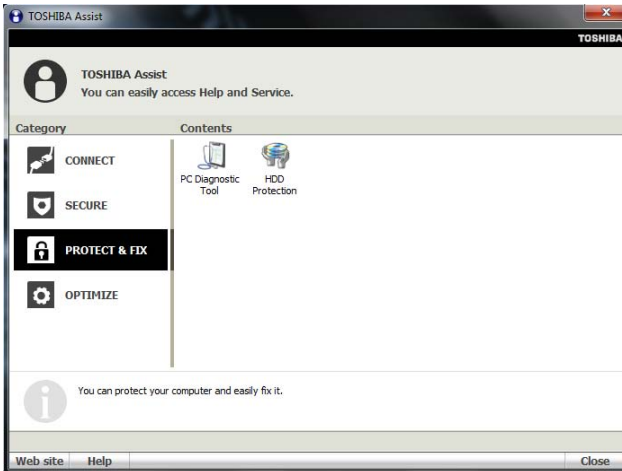 TOSHIBA Assist
TOSHIBA
TOSHIBA Assist
You can easily access Help and Service.
Category
Contents
CONNECT
SECURE
PROTECT & FIX
OPTIMIZE
PC Diagnostic
Tool
HDD
Protection
You can protect your computer and easily fix it.
Web site
Help
Close